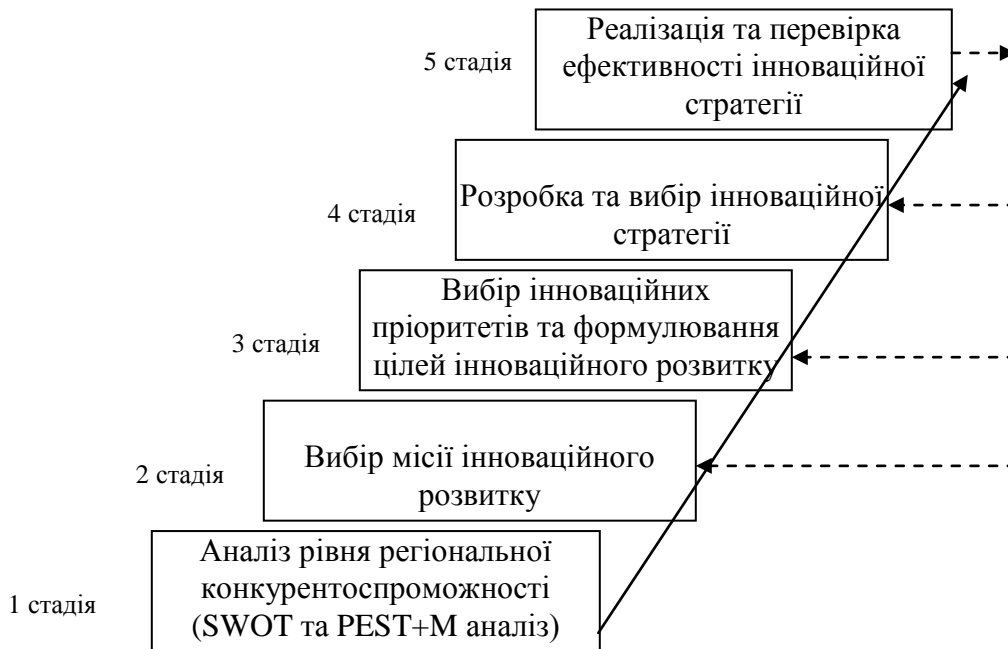 Реалізація та перевірка
5 стадія
ефективності інноваційної
стратегії
Розробка та вибір інноваційної
4 стадія
стратегії
Вибір інноваційних
пріоритетів та формулювання
3 стадія
цілей інноваційного розвитку
Вибір місії інноваційного
2 стадія
розвитку
Аналіз рівня регіональної
конкурентоспроможності
1 стадія
(SWOT та PEST+M аналіз)